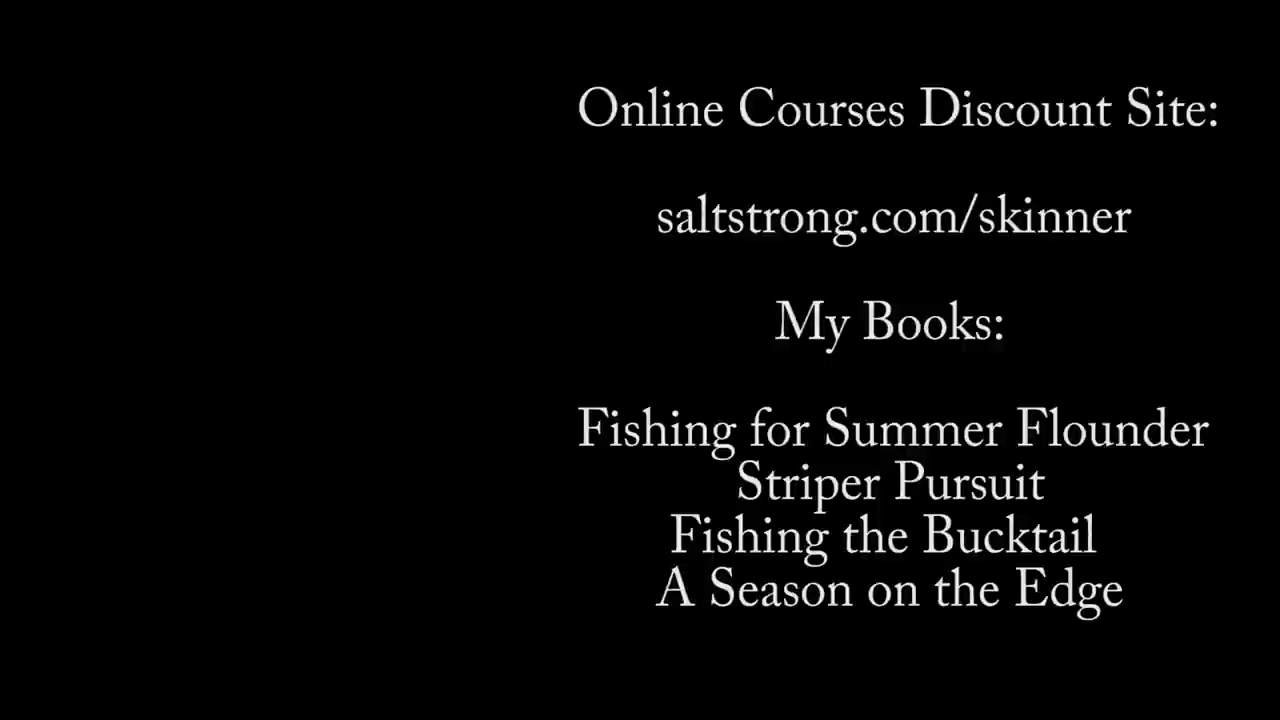 Online Courses Discount Site:
saltstrong.com/skinner
My Books:
Fishing for Summer Flounder
Striper Pursuit
Fishing the Bucktail
A Season on the Edge